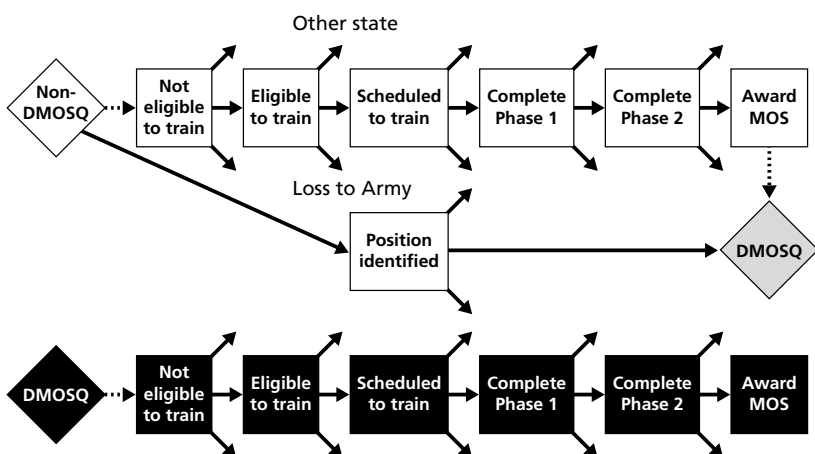 Other state
Non-
DMOSQ
Not
eligible
to train
Eligible
to train
Scheduled
to train
Complete
Phase 1
Complete
Phase 2
Award
MOS
Loss to Army
Position
identified
DMOSQ
DMOSQ
Not
eligible
to train
Eligible
to train
Scheduled
to train
Complete
Phase 1
Complete
Phase 2
Award
MOS